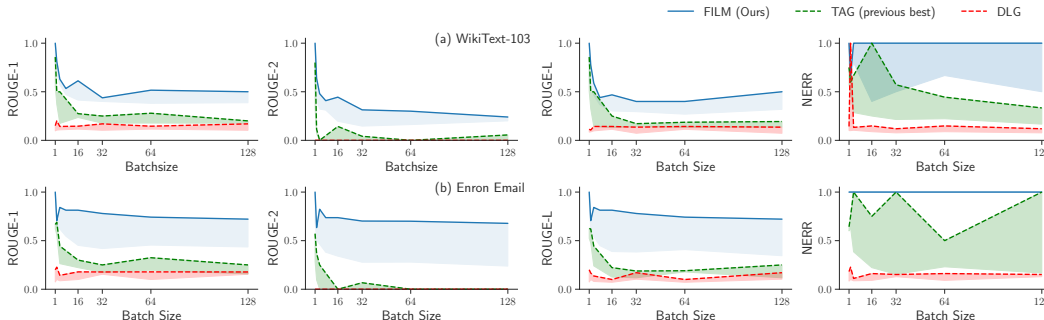 FILM (Ours) TAG (previous best) DLG
(a) WikiText-103
ROUGE-1 1.0 0.5 0.0 1 16 32 64 128 Batchsize
ROUGE-2 1.0 0.5 0.0 1 16 32 64 128 Batchsize
ROUGE-L 1.0 0.5 0.0 1 16 32 64 128 Batch Size
NERR 1.0 0.5 0.0 1 16 32 64 128 Batch Size
(b) Enron Email
ROUGE-1 1.0 0.5 0.0 1 16 32 64 128 Batch Size
ROUGE-2 1.0 0.5 0.0 1 16 32 64 128 Batch Size
ROUGE-L 1.0 0.5 0.0 1 16 32 64 128 Batch Size
NERR 1.0 0.5 0.0 1 16 32 64 12 Batch Size